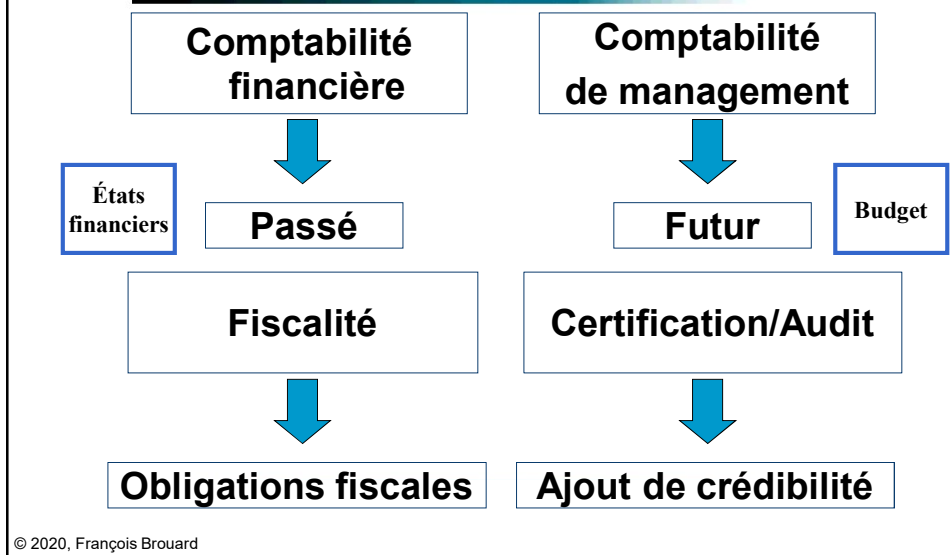 Comptabilité
financière
Comptabilité
de management
États
financiers
Passé
Futur
Budget
Fiscalité
Certification/Audit
Obligations fiscales
Ajout de crédibilité
© 2020, François Brouard